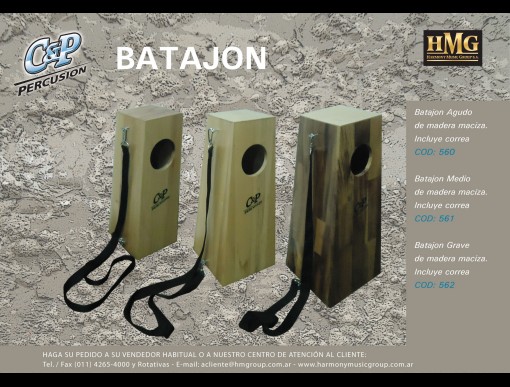 C&P
PERCUSION
BATAJON
HMG
HARMONY MUSIC GROUP S.A.
Batajon Agudo
de madera maciza.
Incluye correa
COD: 560
Batajon Medio
de madera maciza.
Incluye correa
COD: 561
Batajon Grave
de madera maciza.
Incluye correa
COD: 562
C&P
C&P
C&P
HAGA SU PEDIDO A SU VENDEDOR HABITUAL O A NUESTRO CENTRO DE ATENCIÓN AL CLIENTE:
Tel. / Fax (011) 4265-4000 y Rotativas - E-mail: acliente@hmgroup.com.ar - www.harmonymusicgroup.com.ar